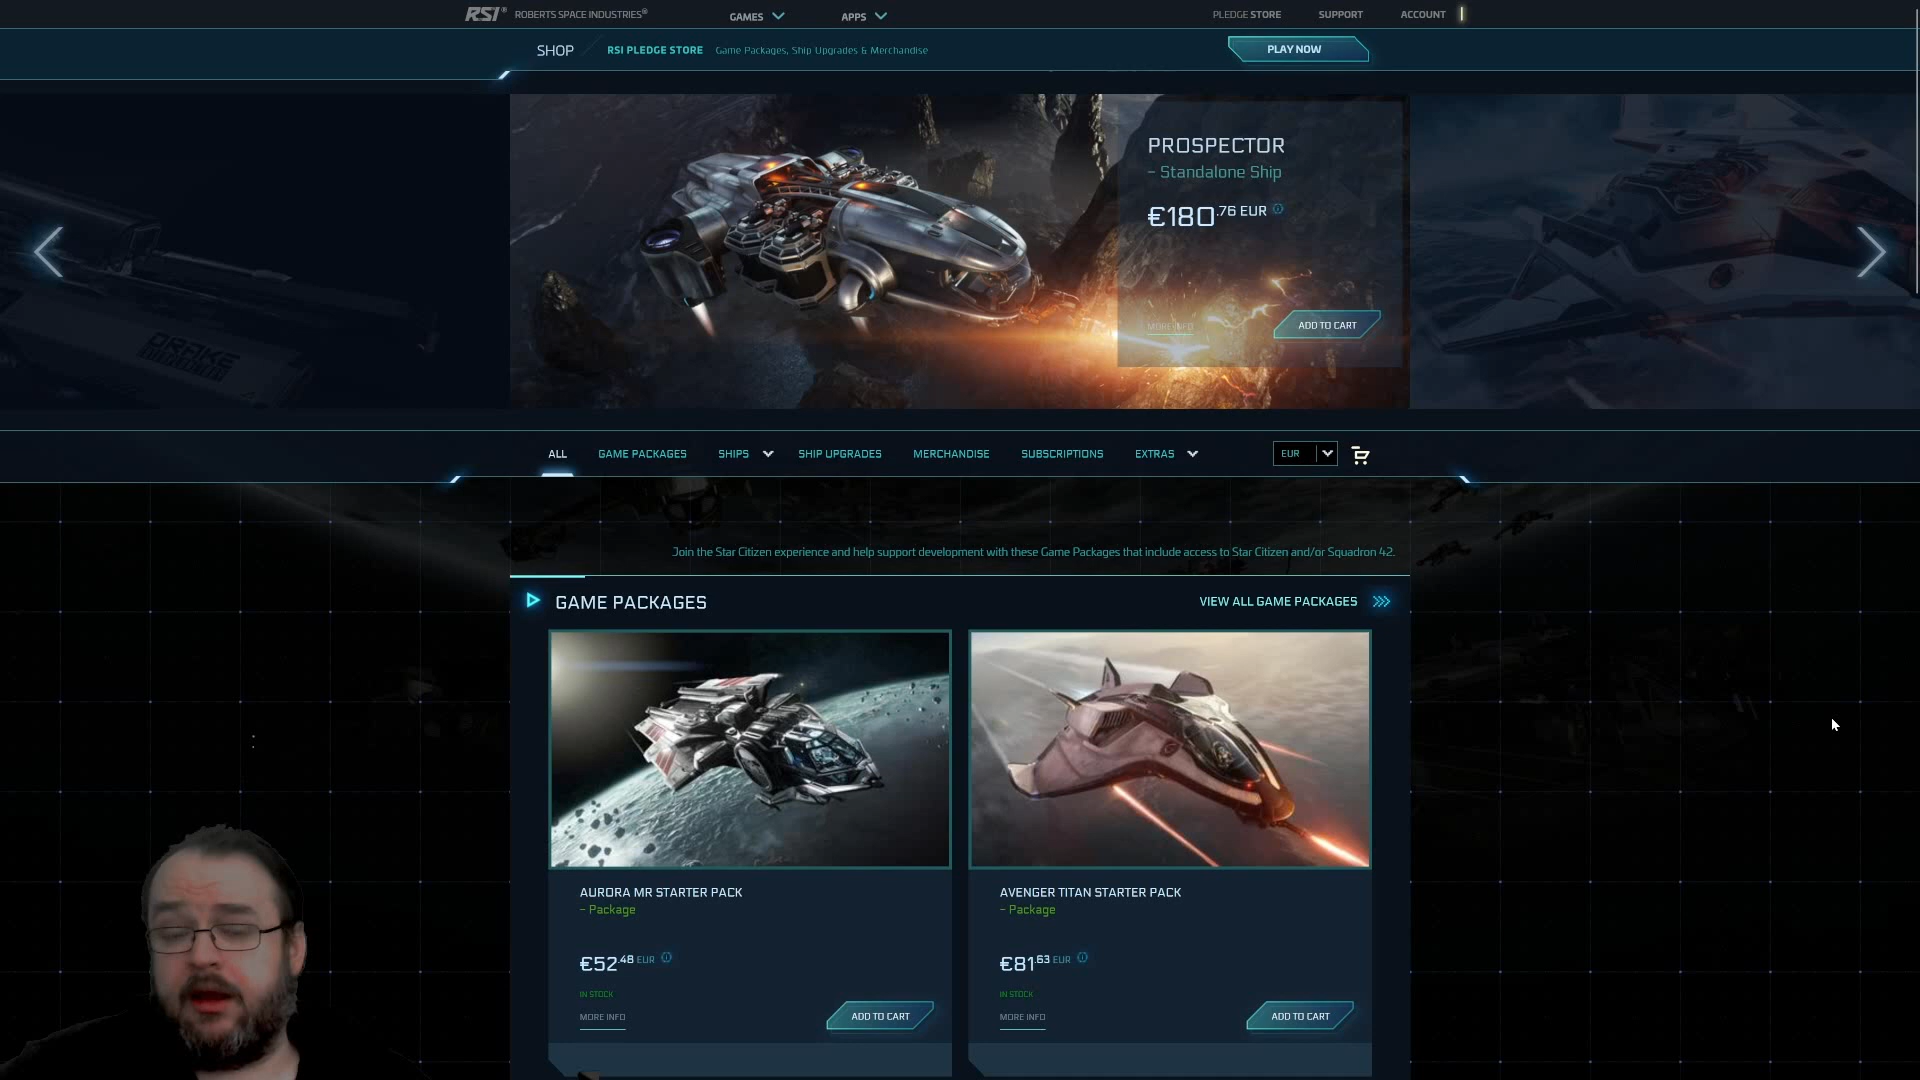 RSI® ROBERTS SPACE INDUSTRIES® GAMES APPS PLEDGE STORE SUPPORT ACCOUNT
SHOP RSI PLEDGE STORE Game Packages, Ship Upgrades & Merchandise PLAY NOW
PROSPECTOR
– Standalone Ship
€180.76 EUR
MORE INFO ADD TO CART
DRAKE
ALL GAME PACKAGES SHIPS SHIP UPGRADES MERCHANDISE SUBSCRIPTIONS EXTRAS EUR
Join the Star Citizen experience and help support development with these Game Packages that include access to Star Citizen and/or Squadron 42.
GAME PACKAGES VIEW ALL GAME PACKAGES
AURORA MR STARTER PACK
– Package
€52.48 EUR
IN STOCK
MORE INFO ADD TO CART
AVENGER TITAN STARTER PACK
– Package
€81.63 EUR
IN STOCK
MORE INFO ADD TO CART